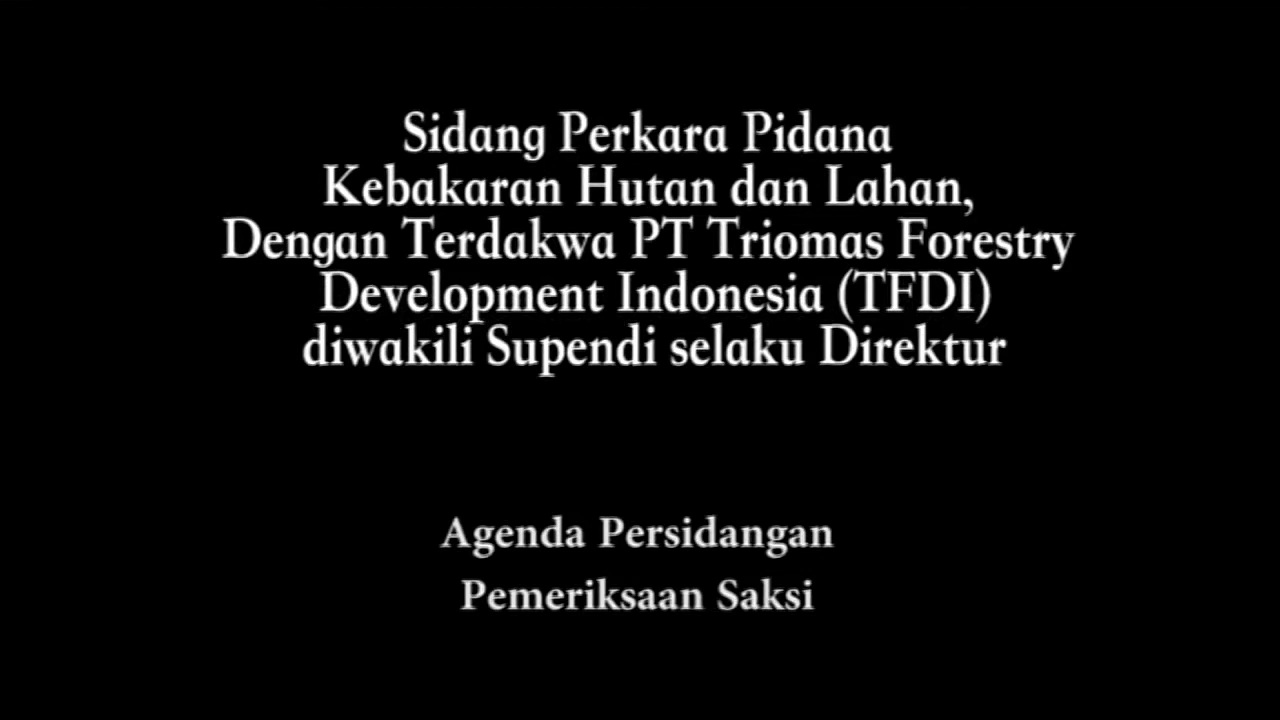 Sidang Perkara Pidana
Kebakaran Hutan dan Lahan,
Dengan Terdakwa PT Triomas Forestry
Development Indonesia (TFDI)
diwakili Supendi selaku Direktur
Agenda Persidangan
Pemeriksaan Saksi